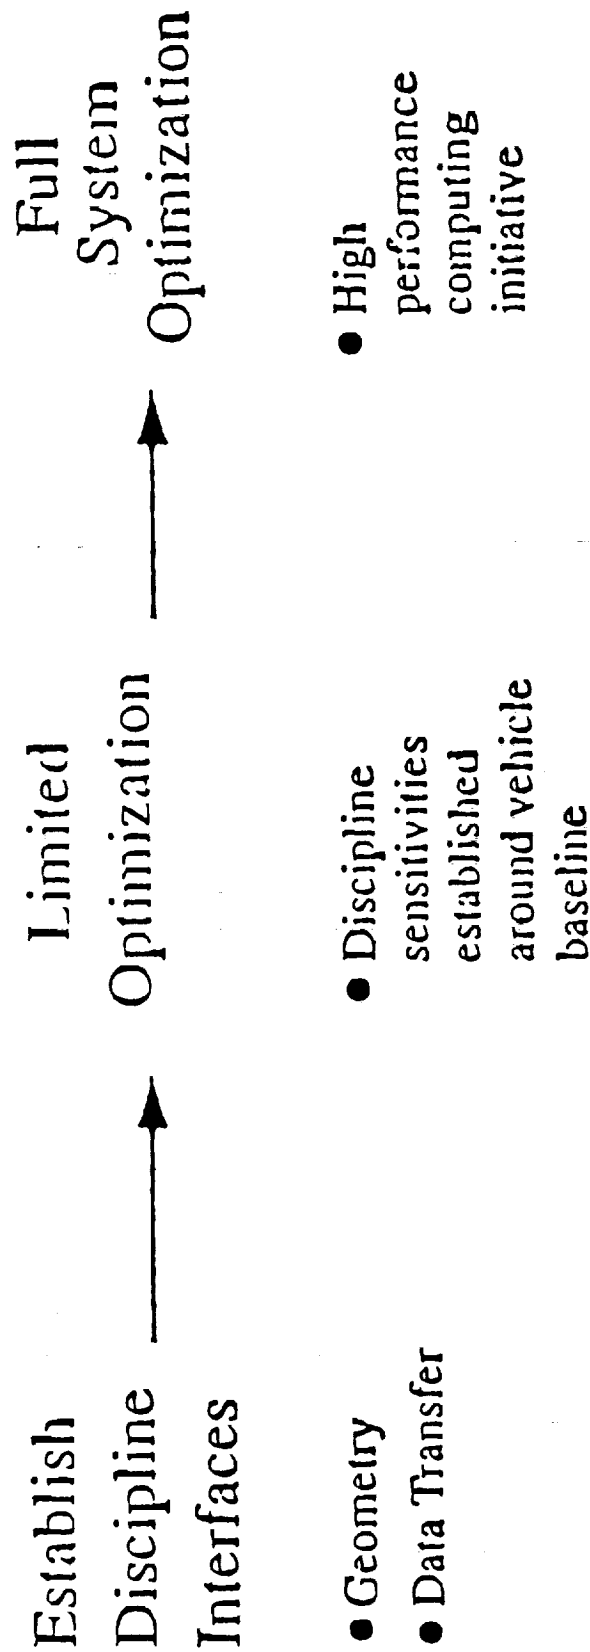 Establish
Discipline
Interfaces
Limited
Optimization
Full
System
Optimization
● Geometry
● Data Transfer
● Discipline
sensitivities
established
around vehicle
baseline
● High
performance
computing
initiative